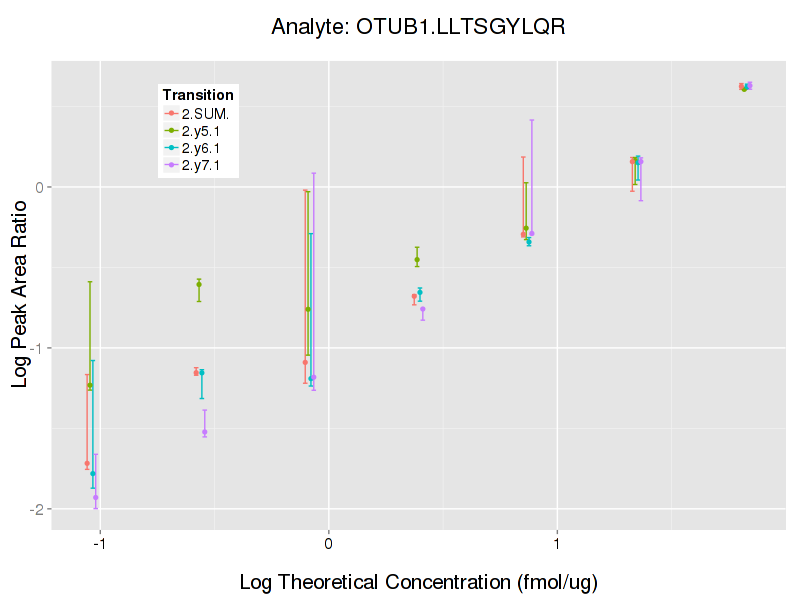 Analyte: OTUB1.LLTSGYLQR
Transition
2.SUM.
2.y5.1
2.y6.1
2.y7.1
Log Peak Area Ratio
0
-1
-2
-1
0
1
Log Theoretical Concentration (fmol/ug)